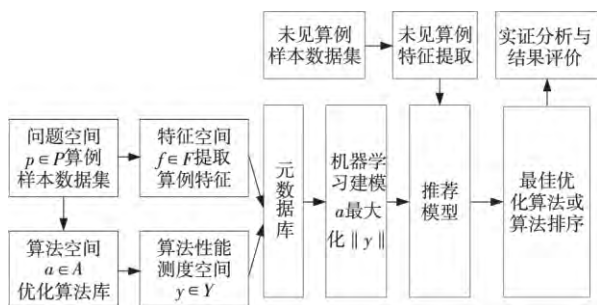 未见算例
样本数据集
未见算例
特征提取
实证分析与
结果评价
问题空间
p∈P算例
样本数据集
特征空间
f∈F提取
算例特征
元数据库
机器学
习建模
a最大
化‖y‖
推荐
模型
最佳优
化算法或
算法排序
算法空间
a∈A
优化算法库
算法性能
测度空间
y∈Y